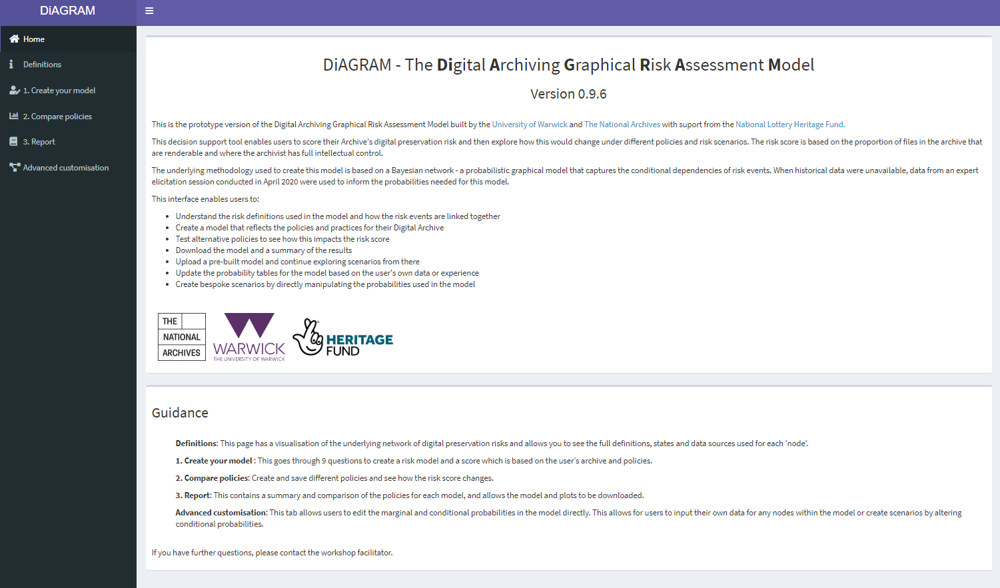 DiAGRAM
Home
Definitions
1. Create your model
2. Compare policies
3. Report
Advanced customisation
DiAGRAM - The Digital Archiving Graphical Risk Assessment Model
Version 0.9.6
This is the prototype version of the Digital Archiving Graphical Risk Assessment Model built by the University of Warwick and The National Archives with suport from the National Lottery Heritage Fund.
This decision support tool enables users to score their Archive's digital preservation risk and then explore how this would change under different policies and risk scenarios. The risk score is based on the proportion of files in the archive that
are renderable and where the archivist has full intellectual control.
The underlying methodology used to create this model is based on a Bayesian network - a probabilistic graphical model that captures the conditional dependencies of risk events. When historical data were unavailable, data from an expert
elicitation session conducted in April 2020 were used to inform the probabilities needed for this model.
This interface enables users to:
• Understand the risk definitions used in the model and how the risk events are linked together
• Create a model that reflects the policies and practices for their Digital Archive
• Test alternative policies to see how this impacts the risk score
• Download the model and a summary of the results
• Upload a pre-built model and continue exploring scenarios from there
• Update the probability tables for the model based on the user's own data or experience
• Create bespoke scenarios by directly manipulating the probabilities used in the model
THE
NATIONAL
ARCHIVES
WARWICK
THE UNIVERSITY OF WARWICK
HERITAGE
FUND
Guidance
Definitions: This page has a visualisation of the underlying network of digital preservation risks and allows you to see the full definitions, states and data sources used for each 'node'.
1. Create your model : This goes through 9 questions to create a risk model and a score which is based on the user's archive and policies.
2. Compare policies: Create and save different policies and see how the risk score changes.
3. Report: This contains a summary and comparison of the policies for each model, and allows the model and plots to be downloaded.
Advanced customisation: This tab allows users to edit the marginal and conditional probabilities in the model directly. This allows for users to input their own data for any nodes within the model or create scenarios by altering
conditional probabilities.
If you have further questions, please contact the workshop facilitator.